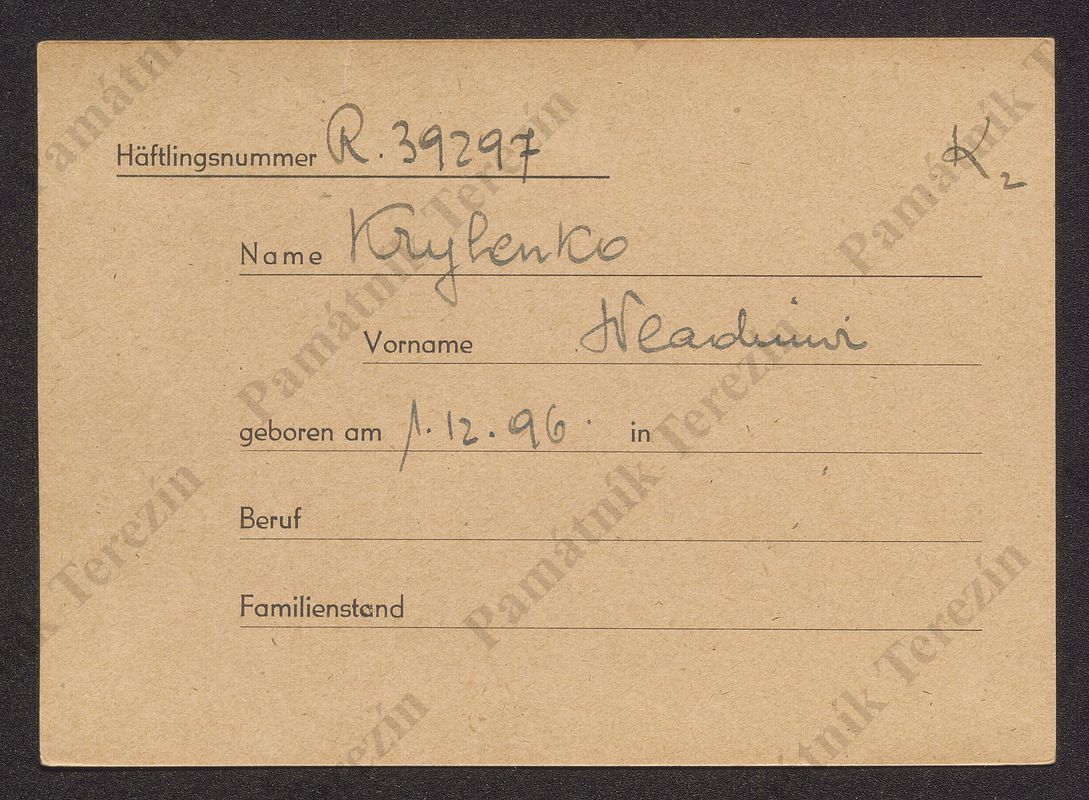 Häftlingsnummer R. 39297
K2
Name Krylenko
Vorname Wladimir
geboren am 1. 12. 96. in
Beruf
Familienstand
Památník Terezín